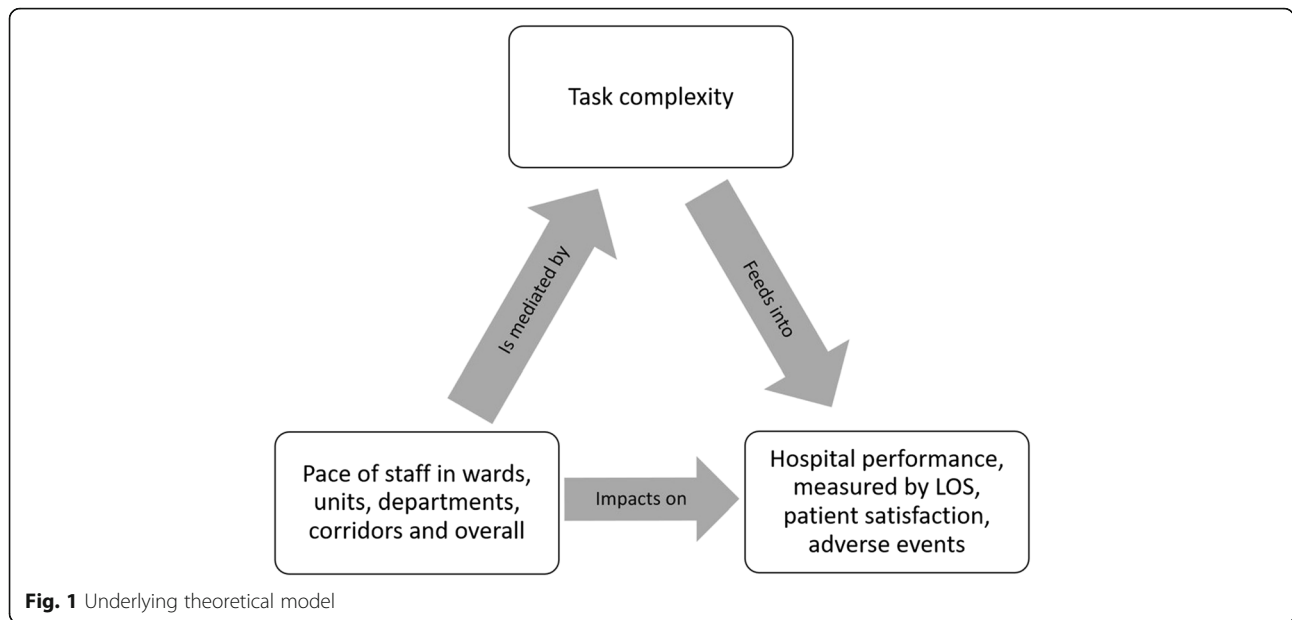 Task complexity
Is mediated by
Feeds into
Pace of staff in wards,
units, departments,
corridors and overall
Impacts on
Hospital performance,
measured by LOS,
patient satisfaction,
adverse events
Fig. 1 Underlying theoretical model